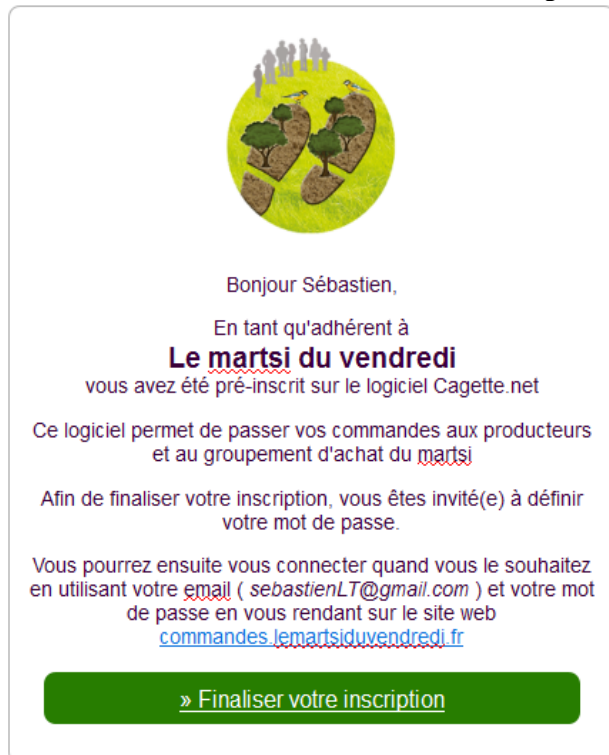 Bonjour Sébastien,
En tant qu'adhérent à
Le martsi du vendredi
vous avez été pré-inscrit sur le logiciel Cagette.net
Ce logiciel permet de passer vos commandes aux producteurs
et au groupement d'achat du martsi
Afin de finaliser votre inscription, vous êtes invité(e) à définir
votre mot de passe.
Vous pourrez ensuite vous connecter quand vous le souhaitez
en utilisant votre email ( sebastienLT@gmail.com ) et votre mot
de passe en vous rendant sur le site web
commandes.lemartsiduvendredi.fr
» Finaliser votre inscription